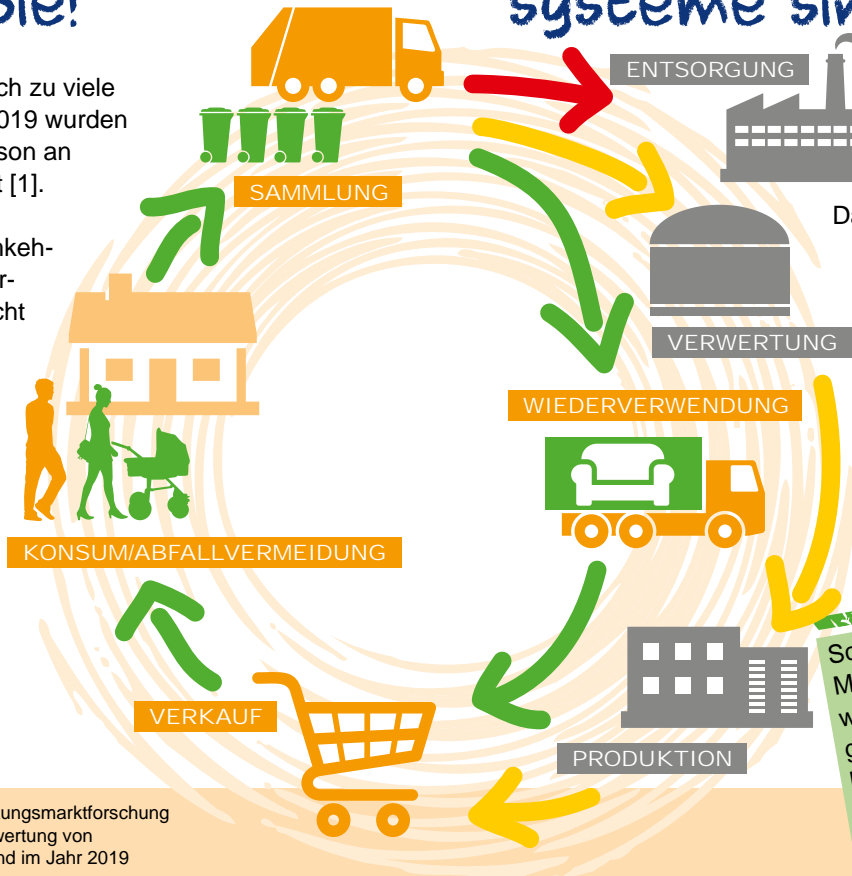 systeme sin
ch zu viele
2019 wurden
son an
t [1].
nkeh-
r-
cht
ENTSORGUNG
SAMMLUNG
Da
VERWERTUNG
WIEDERVERWENDUNG
KONSUM/ABFALLVERMEIDUNG
VERKAUF
PRODUKTION
So
M
w
g
ungsmarktforschung
wertung von
nd im Jahr 2019